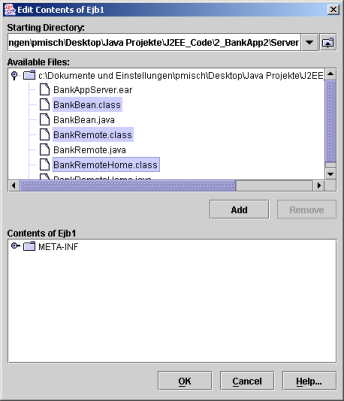 Edit Contents of Ejb1
Starting Directory:
ngen\pmisch\Desktop\Java Projekte\J2EE_Code\2_BankApp2\Server
Available Files:
c:\Dokumente und Einstellungen\pmisch\Desktop\Java Projekte\J2EE
BankAppServer.ear
BankBean.class
BankBean.java
BankRemote.class
BankRemote.java
BankRemoteHome.class
BankRemoteHome.java
Add
Remove
Contents of Ejb1
META-INF
OK
Cancel
Help...